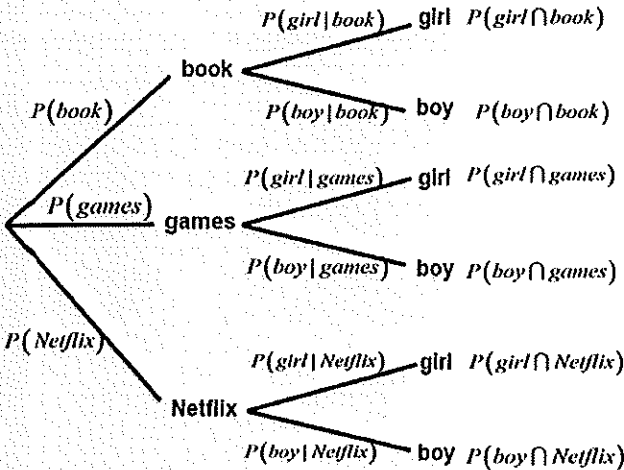 P(girl|book) girl P(girl∩book)
book
P(book)
P(boy|book) boy P(boy∩book)
P(girl|games) girl P(girl∩games)
P(games) games
P(boy|games) boy P(boy∩games)
P(Netflix)
P(girl|Netflix) girl P(girl∩Netflix)
Netflix
P(boy|Netflix) boy P(boy∩Netflix)